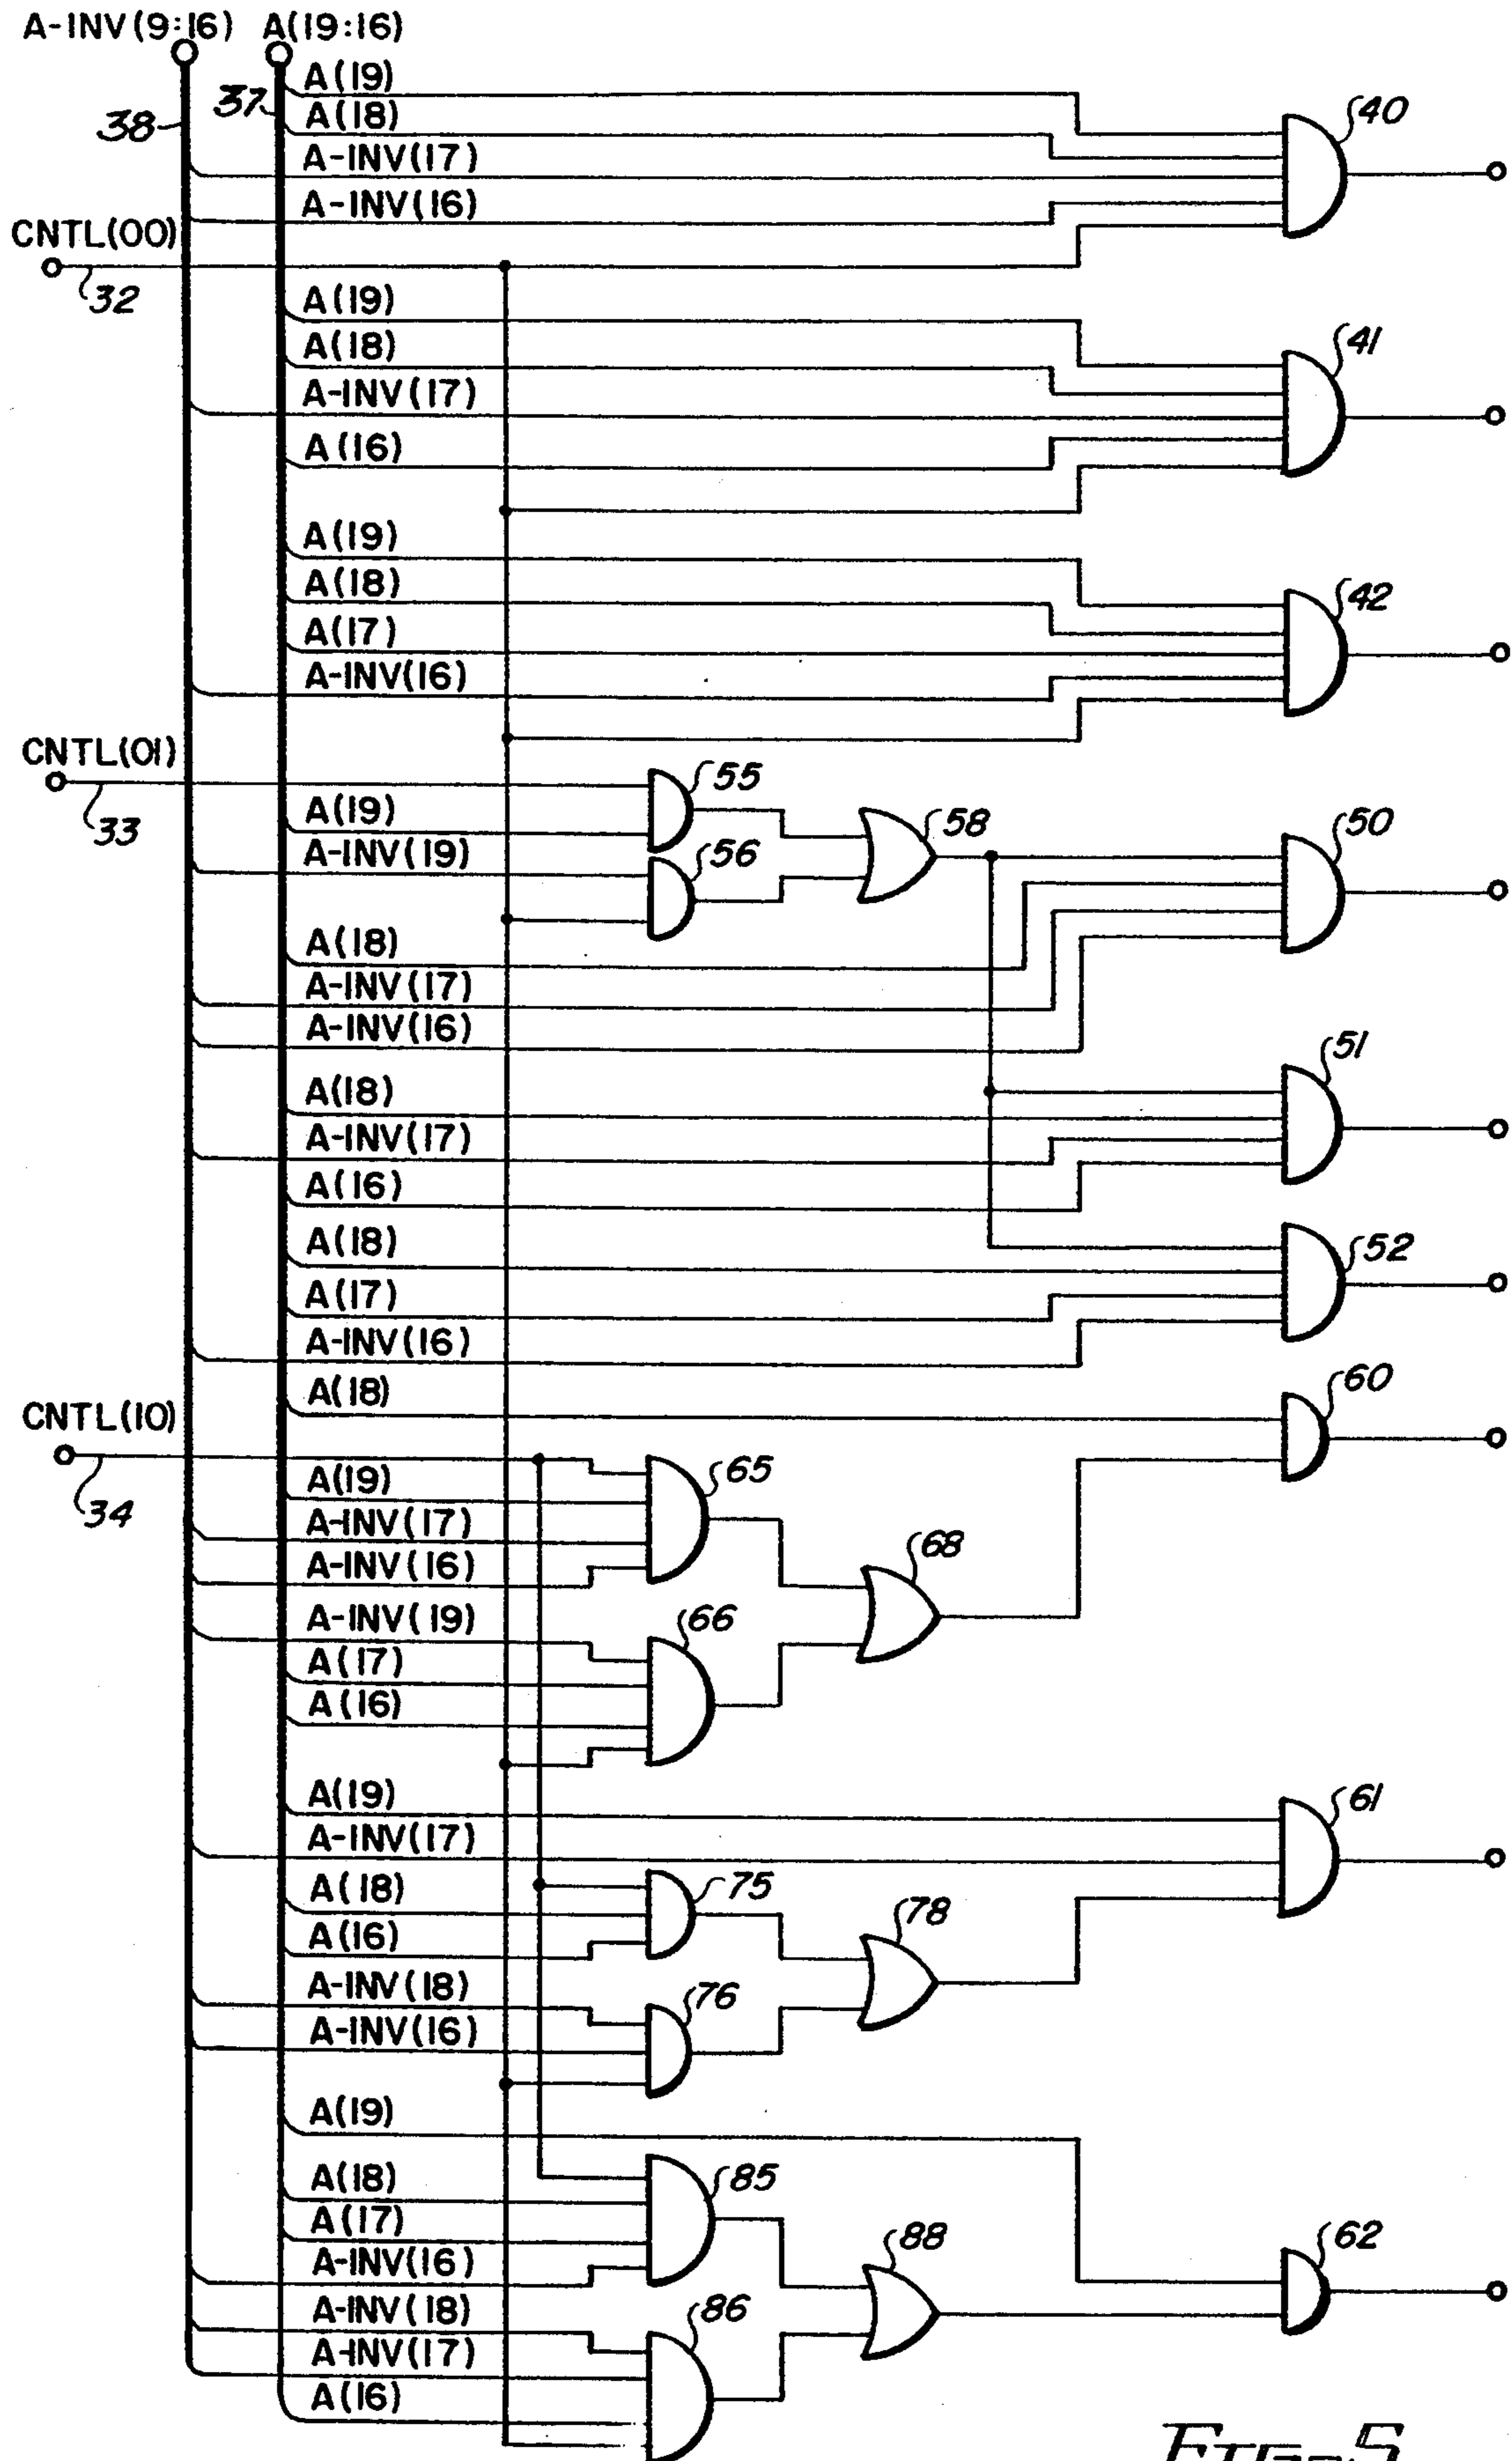 A-INV(9:16) A(19:16)
A(19)
37
A(18)
40
38
A-INV(17)
A-INV(16)
CNTL(00)
32
A(19)
41
A(18)
A-INV(17)
A(16)
A(19)
A(18)
42
A(17)
A-INV(16)
CNTL(01)
55
33
A(19)
58
50
A-INV(19)
56
A(18)
A-INV(17)
A-INV(16)
51
A(18)
A-INV(17)
A(16)
A(18)
52
A(17)
A-INV(16)
60
A(18)
CNTL(10)
65
34
A(19)
A-INV(17)
68
A-INV(16)
A-INV(19)
66
A(17)
A(16)
A(19)
61
A-INV(17)
A(18)
75
78
A(16)
A-INV(18)
76
A-INV(16)
A(19)
A(18)
85
A(17)
88
62
A-INV(16)
A-INV(18)
86
A-INV(17)
A(16)
FIG-5